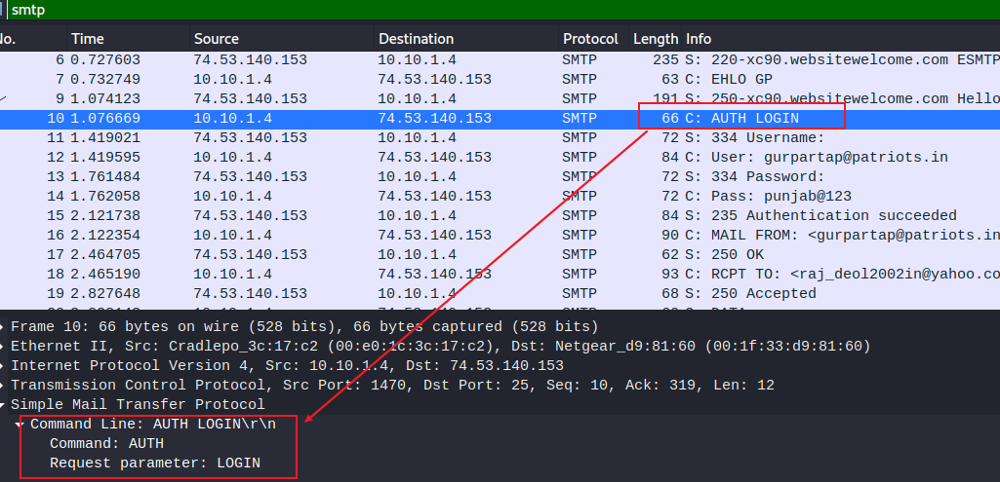 smtp
No. Time Source Destination Protocol Length Info
6 0.727603 74.53.140.153 10.10.1.4 SMTP 235 S: 220-xc90.websitewelcome.com ESMTP
7 0.732749 10.10.1.4 74.53.140.153 SMTP 63 C: EHLO GP
9 1.074123 74.53.140.153 10.10.1.4 SMTP 191 S: 250-xc90.websitewelcome.com Hello
10 1.076669 10.10.1.4 74.53.140.153 SMTP 66 C: AUTH LOGIN
11 1.419021 74.53.140.153 10.10.1.4 SMTP 72 S: 334 Username:
12 1.419595 10.10.1.4 74.53.140.153 SMTP 84 C: User: gurpartap@patriots.in
13 1.761484 74.53.140.153 10.10.1.4 SMTP 72 S: 334 Password:
14 1.762058 10.10.1.4 74.53.140.153 SMTP 72 C: Pass: punjab@123
15 2.121738 74.53.140.153 10.10.1.4 SMTP 84 S: 235 Authentication succeeded
16 2.122354 10.10.1.4 74.53.140.153 SMTP 90 C: MAIL FROM: <gurpartap@patriots.in
17 2.464705 74.53.140.153 10.10.1.4 SMTP 62 S: 250 OK
18 2.465190 10.10.1.4 74.53.140.153 SMTP 93 C: RCPT TO: <raj_deol2002in@yahoo.co
19 2.827648 74.53.140.153 10.10.1.4 SMTP 68 S: 250 Accepted
Frame 10: 66 bytes on wire (528 bits), 66 bytes captured (528 bits)
Ethernet II, Src: Cradlepo_3c:17:c2 (00:e0:1c:3c:17:c2), Dst: Netgear_d9:81:60 (00:1f:33:d9:81:60)
Internet Protocol Version 4, Src: 10.10.1.4, Dst: 74.53.140.153
Transmission Control Protocol, Src Port: 1470, Dst Port: 25, Seq: 10, Ack: 319, Len: 12
Simple Mail Transfer Protocol
Command Line: AUTH LOGIN\r\n
Command: AUTH
Request parameter: LOGIN